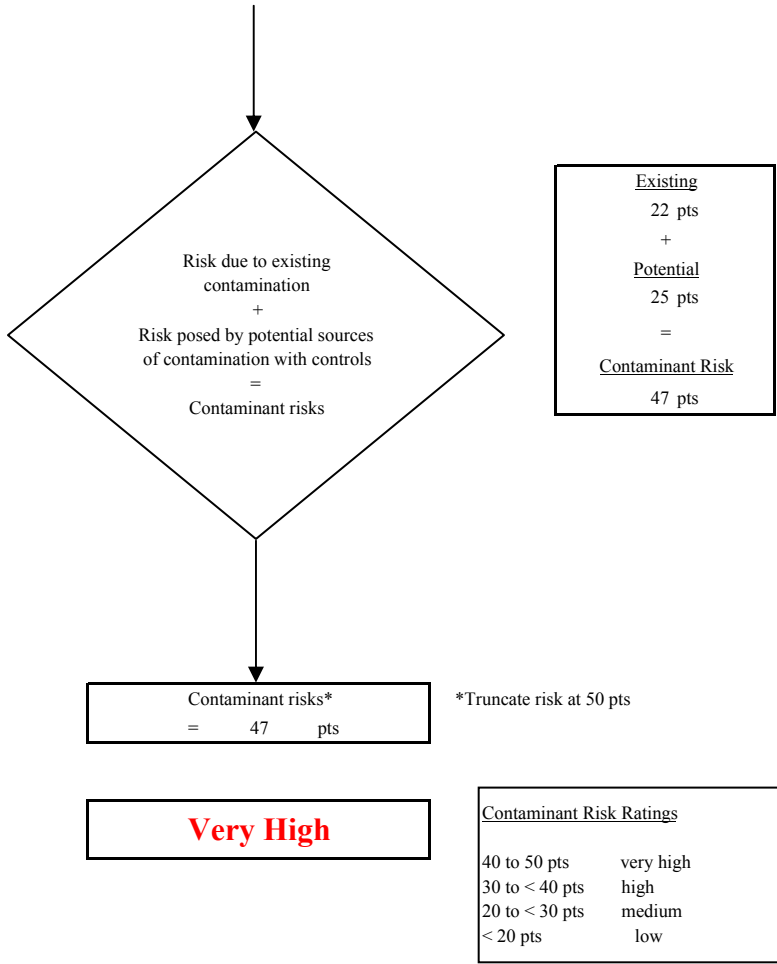 Risk due to existing
contamination
+
Risk posed by potential sources
of contamination with controls
=
Contaminant risks
Existing
22 pts
+
Potential
25 pts
=
Contaminant Risk
47 pts
Contaminant risks*
= 47 pts
*Truncate risk at 50 pts
Very High
Contaminant Risk Ratings
40 to 50 pts very high
30 to < 40 pts high
20 to < 30 pts medium
< 20 pts low